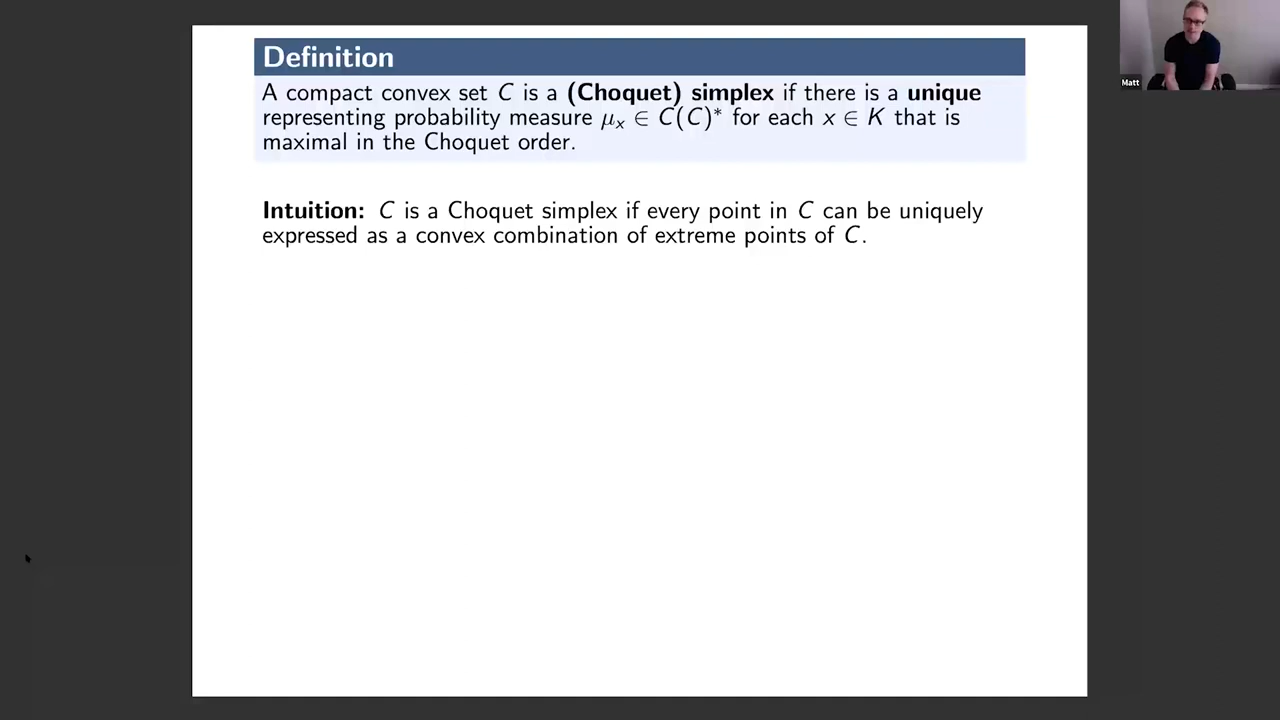 Definition
A compact convex set C is a (Choquet) simplex if there is a unique
representing probability measure μₓ ∈ C(C)* for each x ∈ K that is
maximal in the Choquet order.
Intuition: C is a Choquet simplex if every point in C can be uniquely
expressed as a convex combination of extreme points of C.
Matt